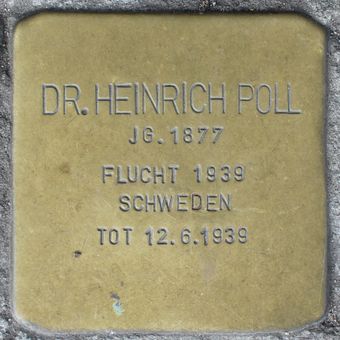 DR. HEINRICH POLL
JG. 1877
FLUCHT 1939
SCHWEDEN
TOT 12.6.1939